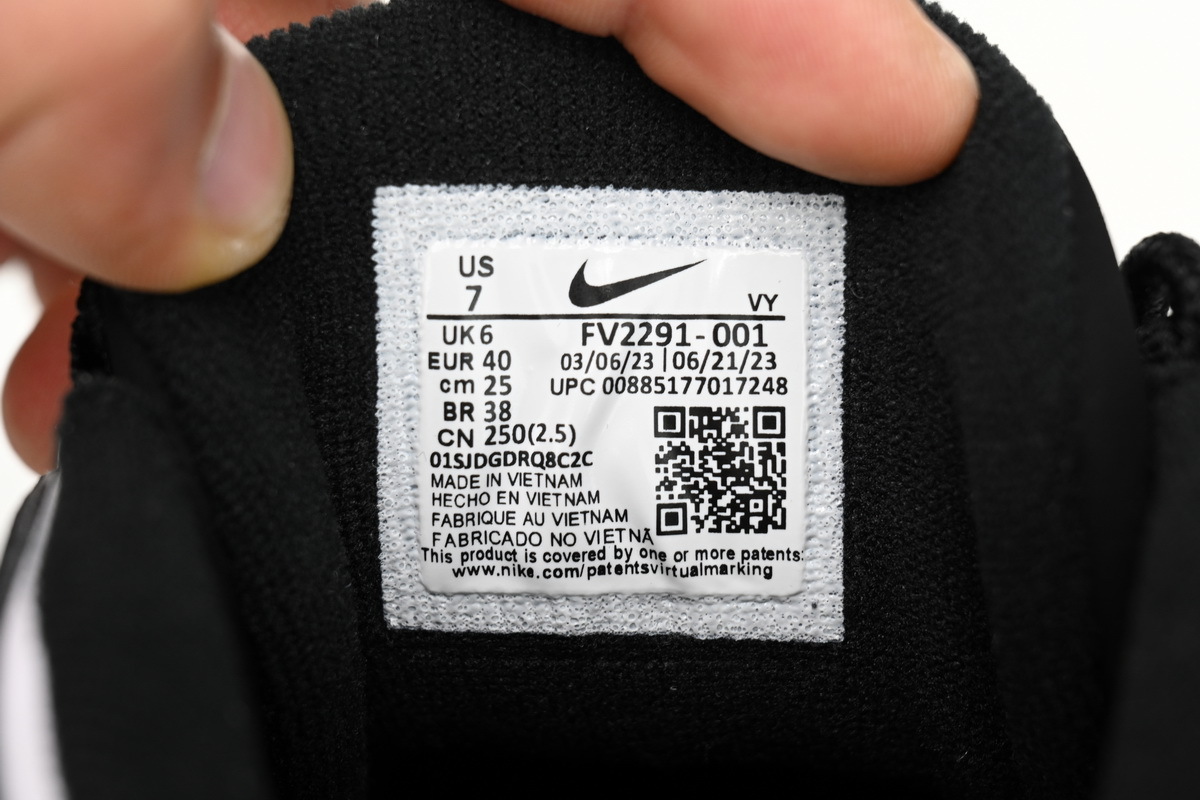 US
7
VY
UK 6 FV2291-001
EUR 40 03/06/23 | 06/21/23
cm 25 UPC 00885177017248
BR 38
CN 250(2.5)
01SJDGDRQ8C2C
MADE IN VIETNAM
HECHO EN VIETNAM
FABRIQUE AU VIETNAM
FABRICADO NO VIETNÃ
This product is covered by one or more patents:
www.nike.com/patentsvirtualmarking